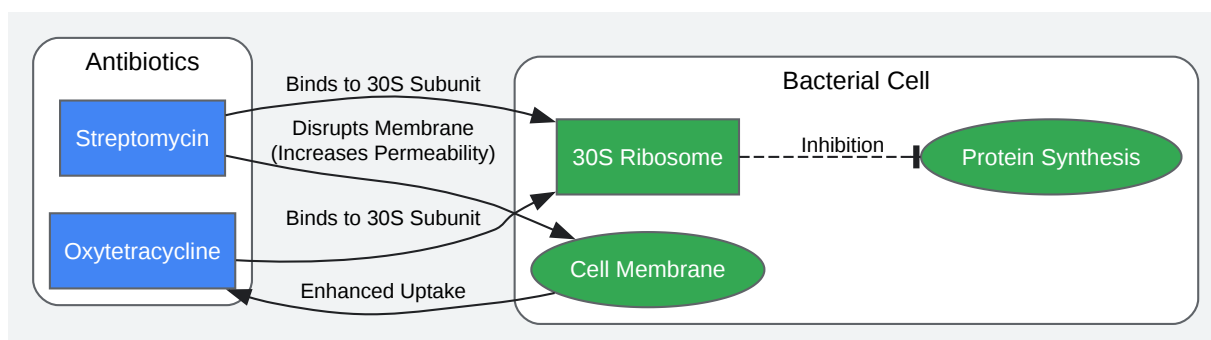 Antibiotics
Bacterial Cell
Binds to 30S Subunit
Streptomycin
Disrupts Membrane
(Increases Permeability)
30S Ribosome
Inhibition
Protein Synthesis
Binds to 30S Subunit
Oxytetracycline
Cell Membrane
Enhanced Uptake